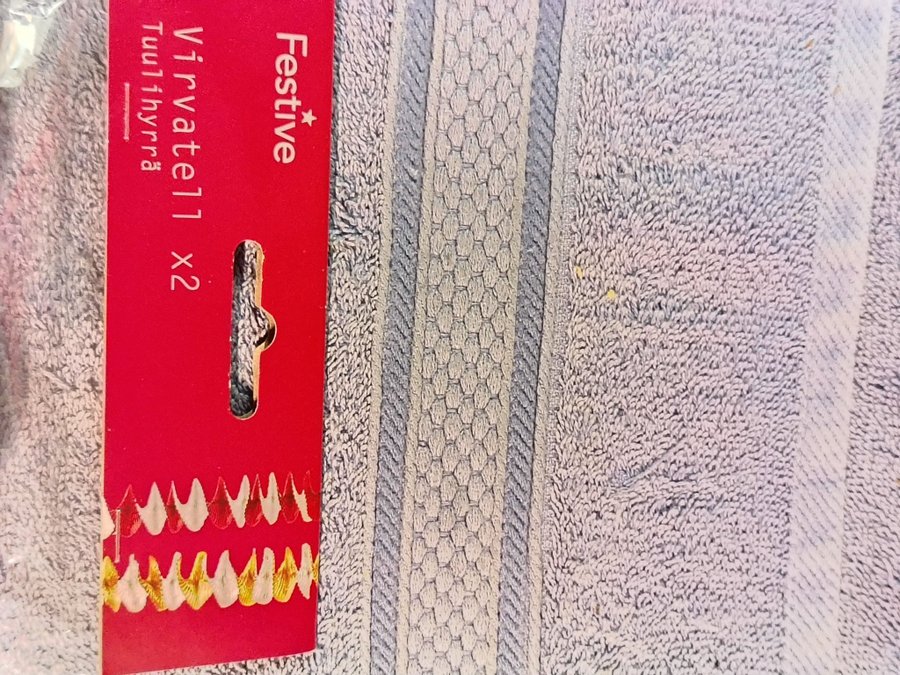 Festive
Virvatell x2
Tuulihyrrä